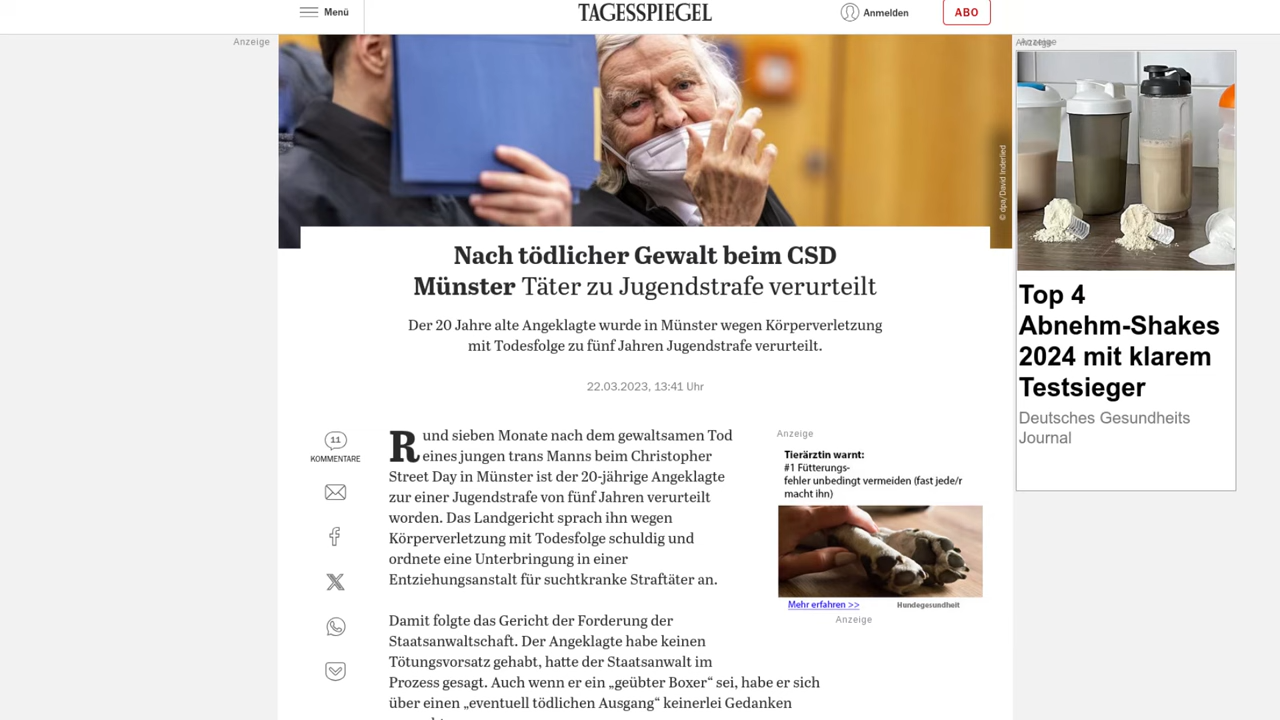 Menü
TAGESSPIEGEL
Anmelden
ABO
Anzeige
Anzeige
© dpa/David Inderlied
Nach tödlicher Gewalt beim CSD
Münster Täter zu Jugendstrafe verurteilt
Der 20 Jahre alte Angeklagte wurde in Münster wegen Körperverletzung
mit Todesfolge zu fünf Jahren Jugendstrafe verurteilt.
22.03.2023, 13:41 Uhr
11
KOMMENTARE
Rund sieben Monate nach dem gewaltsamen Tod
eines jungen trans Manns beim Christopher
Street Day in Münster ist der 20-jährige Angeklagte
zur einer Jugendstrafe von fünf Jahren verurteilt
worden. Das Landgericht sprach ihn wegen
Körperverletzung mit Todesfolge schuldig und
ordnete eine Unterbringung in einer
Entziehungsanstalt für suchtkranke Straftäter an.
Damit folgte das Gericht der Forderung der
Staatsanwaltschaft. Der Angeklagte habe keinen
Tötungsvorsatz gehabt, hatte der Staatsanwalt im
Prozess gesagt. Auch wenn er ein „geübter Boxer“ sei, habe er sich
über einen „eventuell tödlichen Ausgang“ keinerlei Gedanken
Anzeige
Tierärztin warnt:
#1 Fütterungs-
fehler unbedingt vermeiden (fast jede/r
macht ihn)
Mehr erfahren >>
Hundegesundheit
Anzeige
Top 4
Abnehm-Shakes
2024 mit klarem
Testsieger
Deutsches Gesundheits
Journal